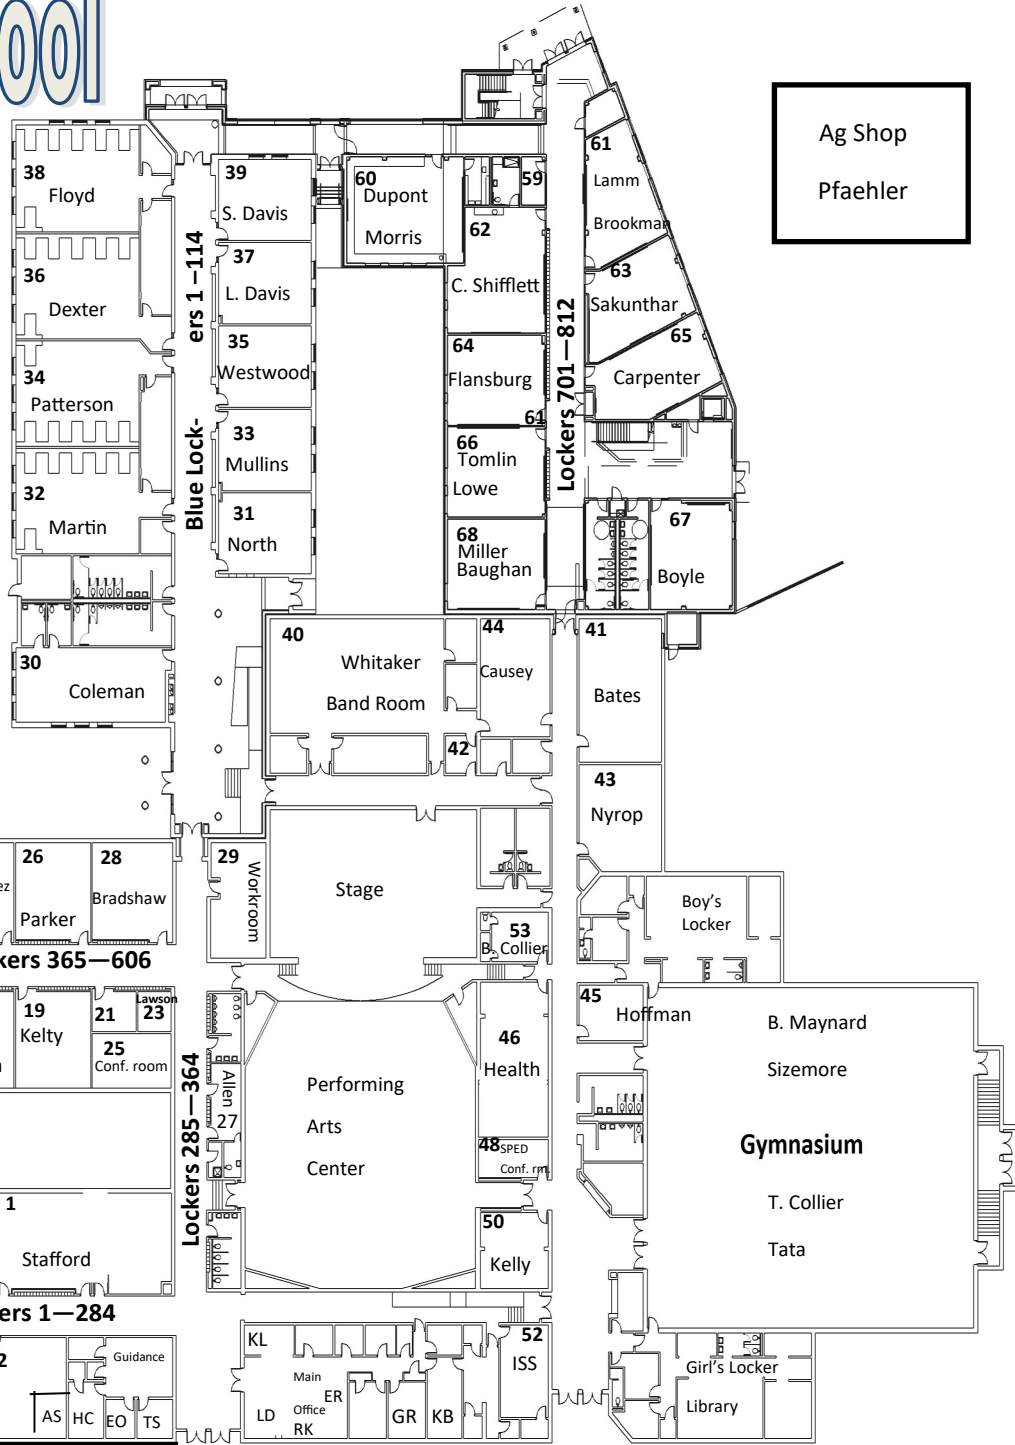 ool
Ag Shop
Pfaehler
38
Floyd
36
Dexter
34
Patterson
32
Martin
30
Coleman
ers 1 –114
Blue Lock-
39
S. Davis
37
L. Davis
35
Westwood
33
Mullins
31
North
60
Dupont
Morris
59
62
C. Shifflett
64
Flansburg
61
66
Tomlin
Lowe
68
Miller
Baughan
Lockers 701—812
61
Lamm
Brookman
63
Sakunthar
65
Carpenter
67
Boyle
40
Whitaker
Band Room
42
44
Causey
41
Bates
43
Nyrop
ez
26
Parker
28
Bradshaw
kers 365—606
29
Workroom
Stage
53
B. Collier
Boy's
Locker
19
Kelty
21
Lawson
23
25
Conf. room
Lockers 285—364
Allen
27
Performing
Arts
Center
46
Health
48 SPED
Conf. rm.
50
Kelly
45
Hoffman
B. Maynard
Sizemore
Gymnasium
T. Collier
Tata
1
Stafford
ers 1—284
2
Guidance
AS
HC
EO
TS
KL
Main
Office
ER
LD
RK
GR
KB
52
ISS
Girl's Locker
Library